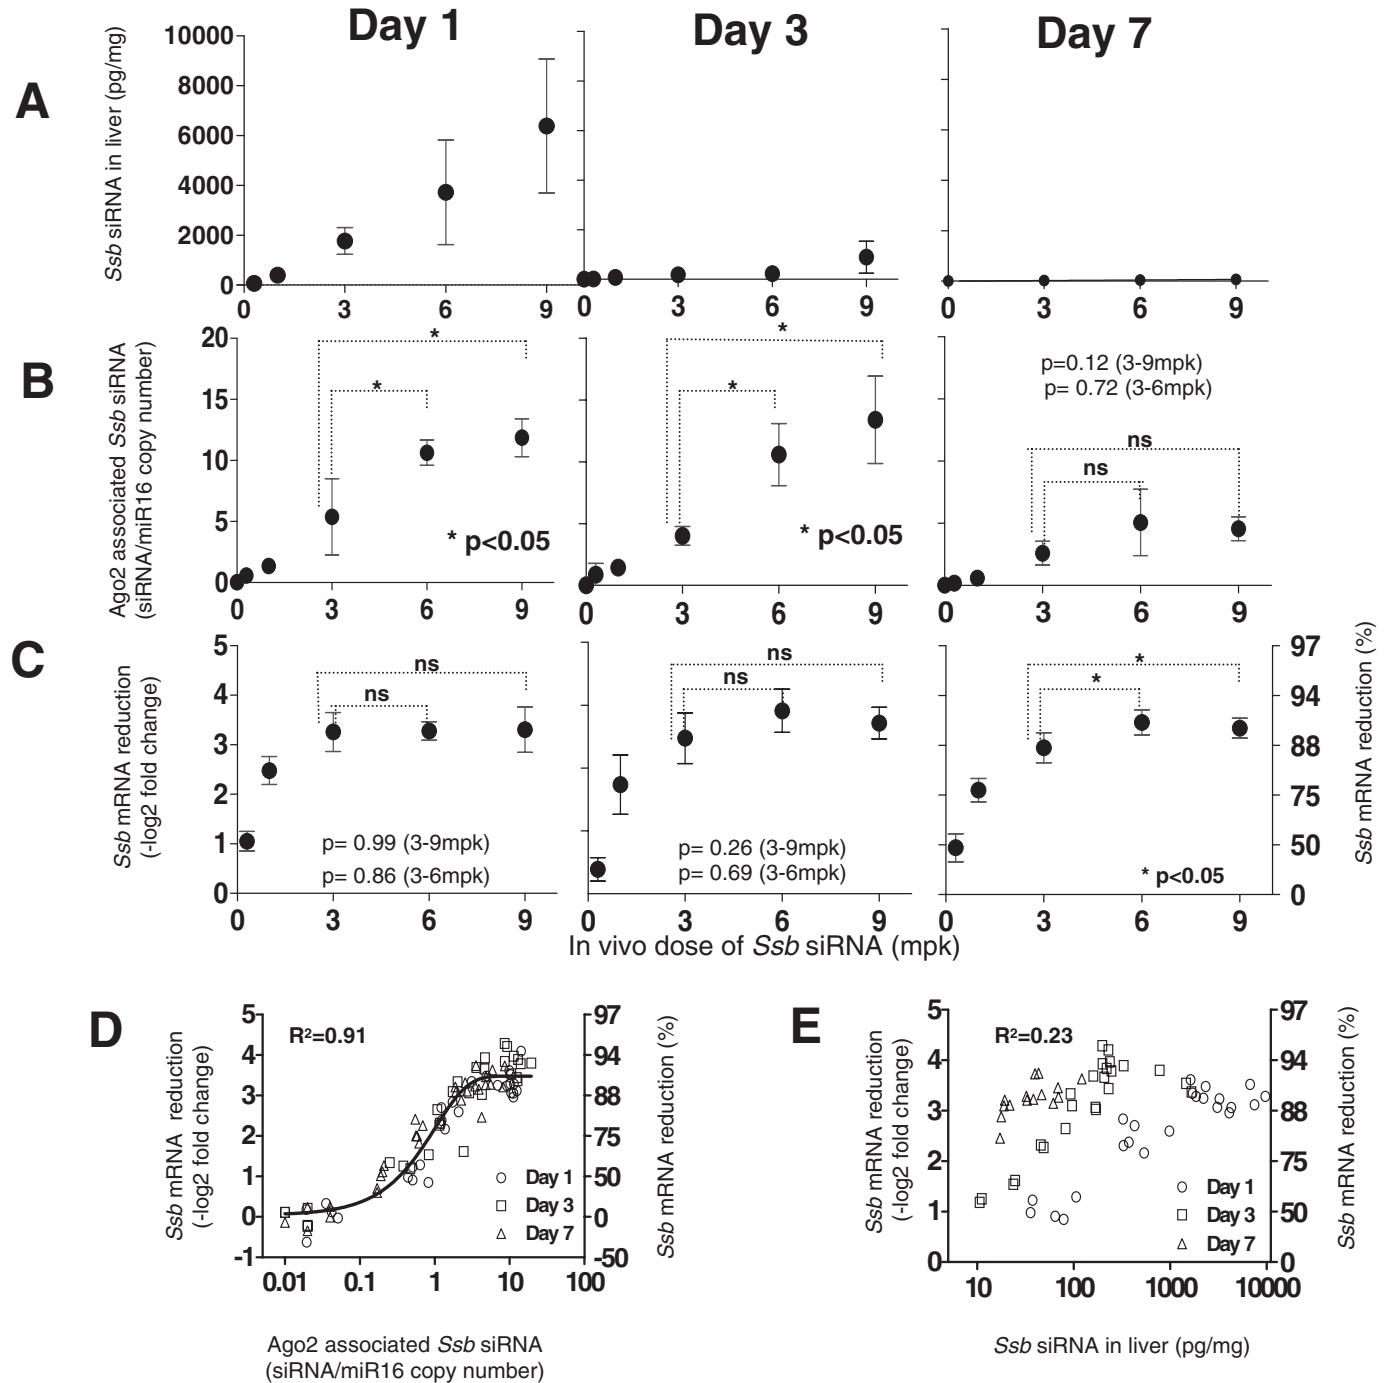 Day 1
Day 3
Day 7
A
Ssb siRNA in liver (pg/mg)
10000
8000
6000
4000
2000
0
3
6
9
0
3
6
9
0
3
6
9
B
Ago2 associated Ssb siRNA
(siRNA/miR16 copy number)
20
15
10
5
0
*
*
* p<0.05
*
*
* p<0.05
p=0.12 (3-9mpk)
p= 0.72 (3-6mpk)
ns
ns
0
3
6
9
0
3
6
9
0
3
6
9
C
Ssb mRNA reduction
(-log2 fold change)
5
4
3
2
1
0
ns
ns
p= 0.99 (3-9mpk)
p= 0.86 (3-6mpk)
ns
ns
p= 0.26 (3-9mpk)
p= 0.69 (3-6mpk)
*
*
* p<0.05
97
94
88
75
50
0
Ssb mRNA reduction (%)
0
3
6
9
0
3
6
9
0
3
6
9
In vivo dose of Ssb siRNA (mpk)
D
Ssb mRNA reduction
(-log2 fold change)
5
4
3
2
1
0
-1
R²=0.91
Day 1
Day 3
Day 7
97
94
88
75
50
0
-50
Ssb mRNA reduction (%)
0.01
0.1
1
10
100
Ago2 associated Ssb siRNA
(siRNA/miR16 copy number)
E
Ssb mRNA reduction
(-log2 fold change)
5
4
3
2
1
0
R²=0.23
Day 1
Day 3
Day 7
97
94
88
75
50
0
Ssb mRNA reduction (%)
10
100
1000
10000
Ssb siRNA in liver (pg/mg)